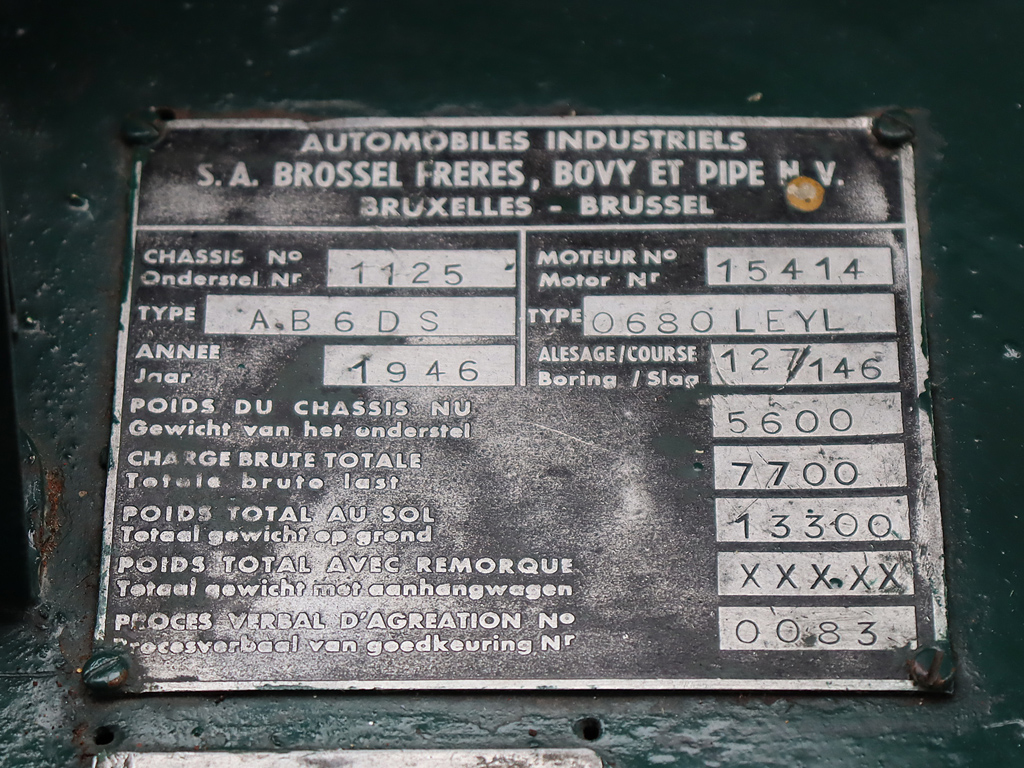 AUTOMOBILES INDUSTRIELS
S. A. BROSSEL FRERES, BOVY ET PIPE N. V.
BRUXELLES - BRUSSEL
CHASSIS No
Onderstel Nr
1125
MOTEUR No
Motor Nr
15414
TYPE AB6DS
TYPE 0680 LEYL
ANNEE
Jaar
1946
ALESAGE/COURSE
Boring / Slag
127/146
POIDS DU CHASSIS NU
Gewicht van het onderstel
5600
CHARGE BRUTE TOTALE
Totale bruto last
7700
POIDS TOTAL AU SOL
Totaal gewicht op grond
13300
POIDS TOTAL AVEC REMORQUE
Totaal gewicht met aanhangwagen
XXX.XX
PROCES VERBAL D'AGREATION No
Procesverbaal van goedkeuring Nr
0083